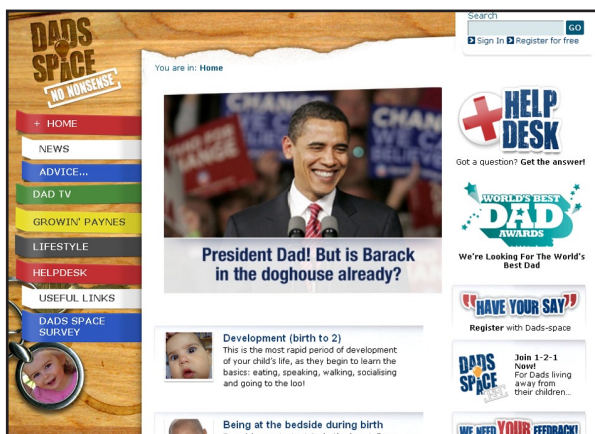 DADS
SPACE
NO NONSENSE
Search
GO
Sign In Register for free
You are in: Home
+ HOME
NEWS
ADVICE...
DAD TV
GROWIN' PAYNES
LIFESTYLE
HELPDESK
USEFUL LINKS
DADS SPACE
SURVEY
CHANGE
President Dad! But is Barack
in the doghouse already?
Development (birth to 2)
This is the most rapid period of development
of your child's life, as they begin to learn the
basics: eating, speaking, walking, socialising
and going to the loo!
Being at the bedside during birth
HELP
DESK
Got a question? Get the answer!
WORLD'S BEST
DAD
AWARDS
We're Looking For The World's
Best Dad
"HAVE YOUR SAY"
Register with Dads-space
DADS
SPACE
Join 1-2-1
Now!
For Dads living
away from
their children...
WE NEED YOUR FEEDBACK!